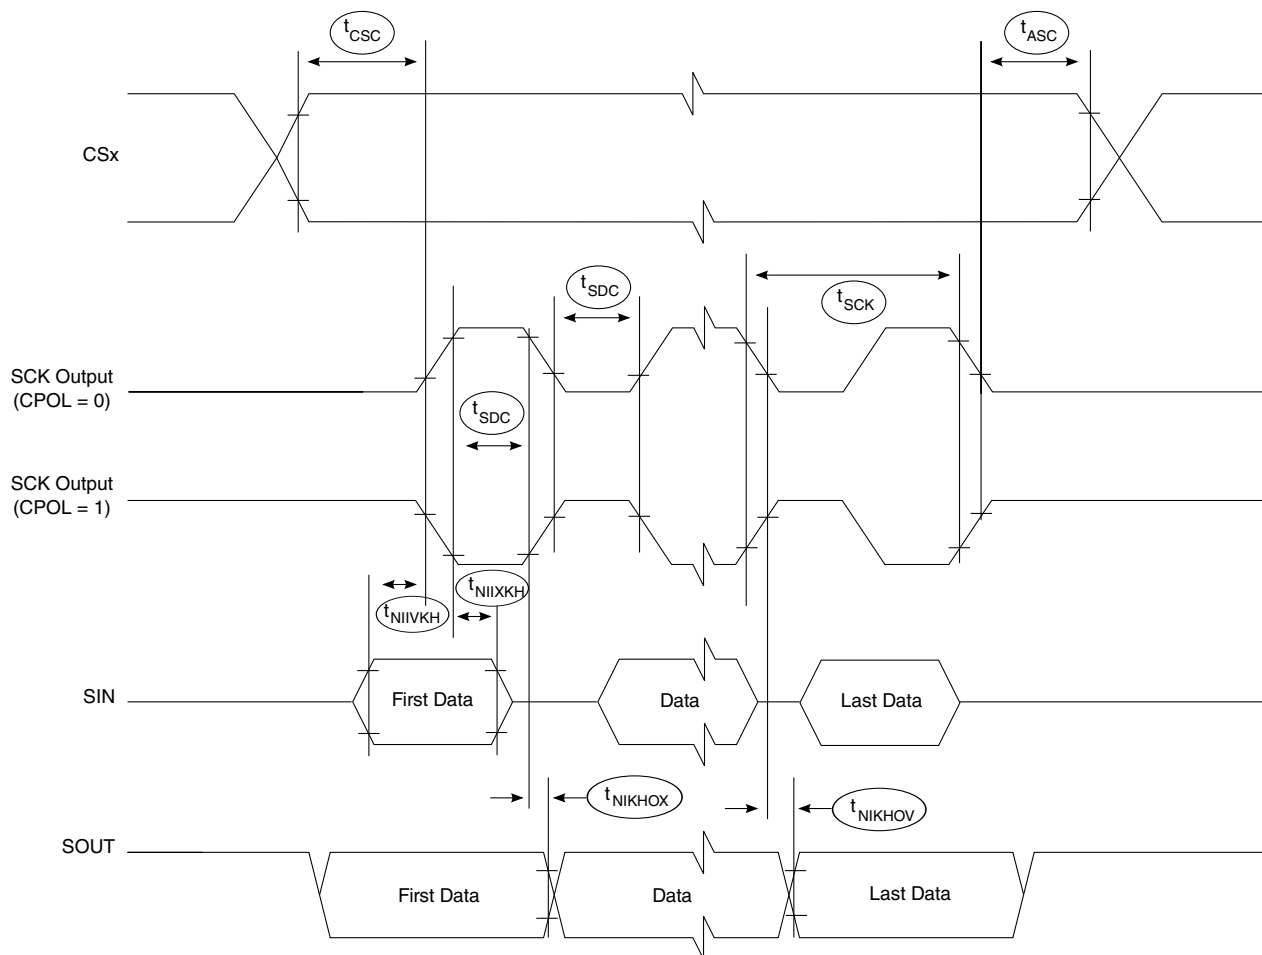 tCSC
tASC
CSx
tSDC
tSCK
SCK Output
(CPOL = 0)
tSDC
SCK Output
(CPOL = 1)
tNIIXKH
tNIIVKH
SIN
First Data
Data
Last Data
tNIKHOX
tNIKHOV
SOUT
First Data
Data
Last Data